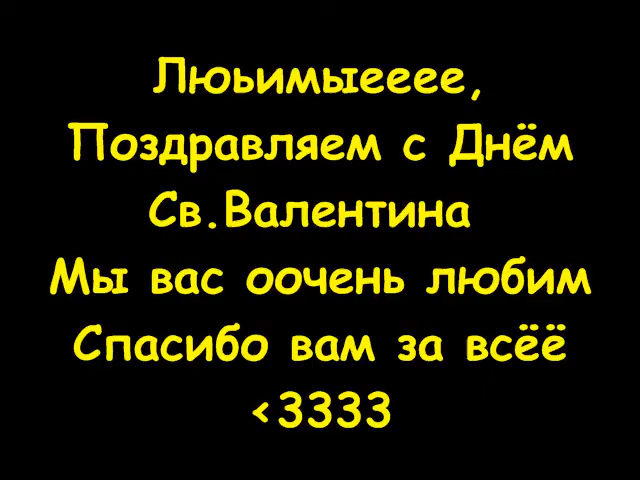 Люьимыееее,
Поздравляем с Днём
Св.Валентина
Мы вас оочень любим
Спасибо вам за всёё
<3333